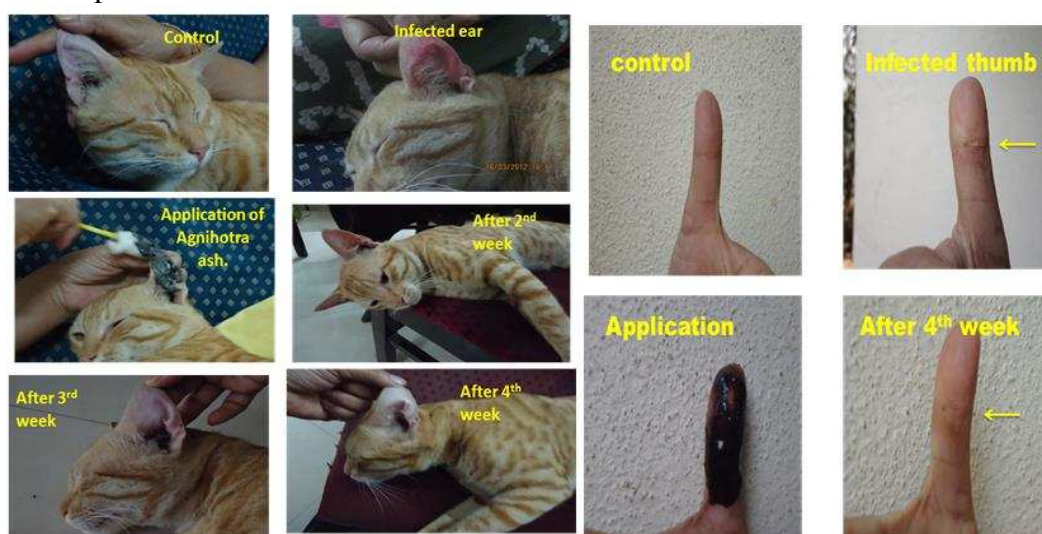 Control
Infected ear
Application of
Agnihotra
ash.
After 2nd
week
After 3rd
week
After 4th
week
control
Infected thumb
Application
After 4th week